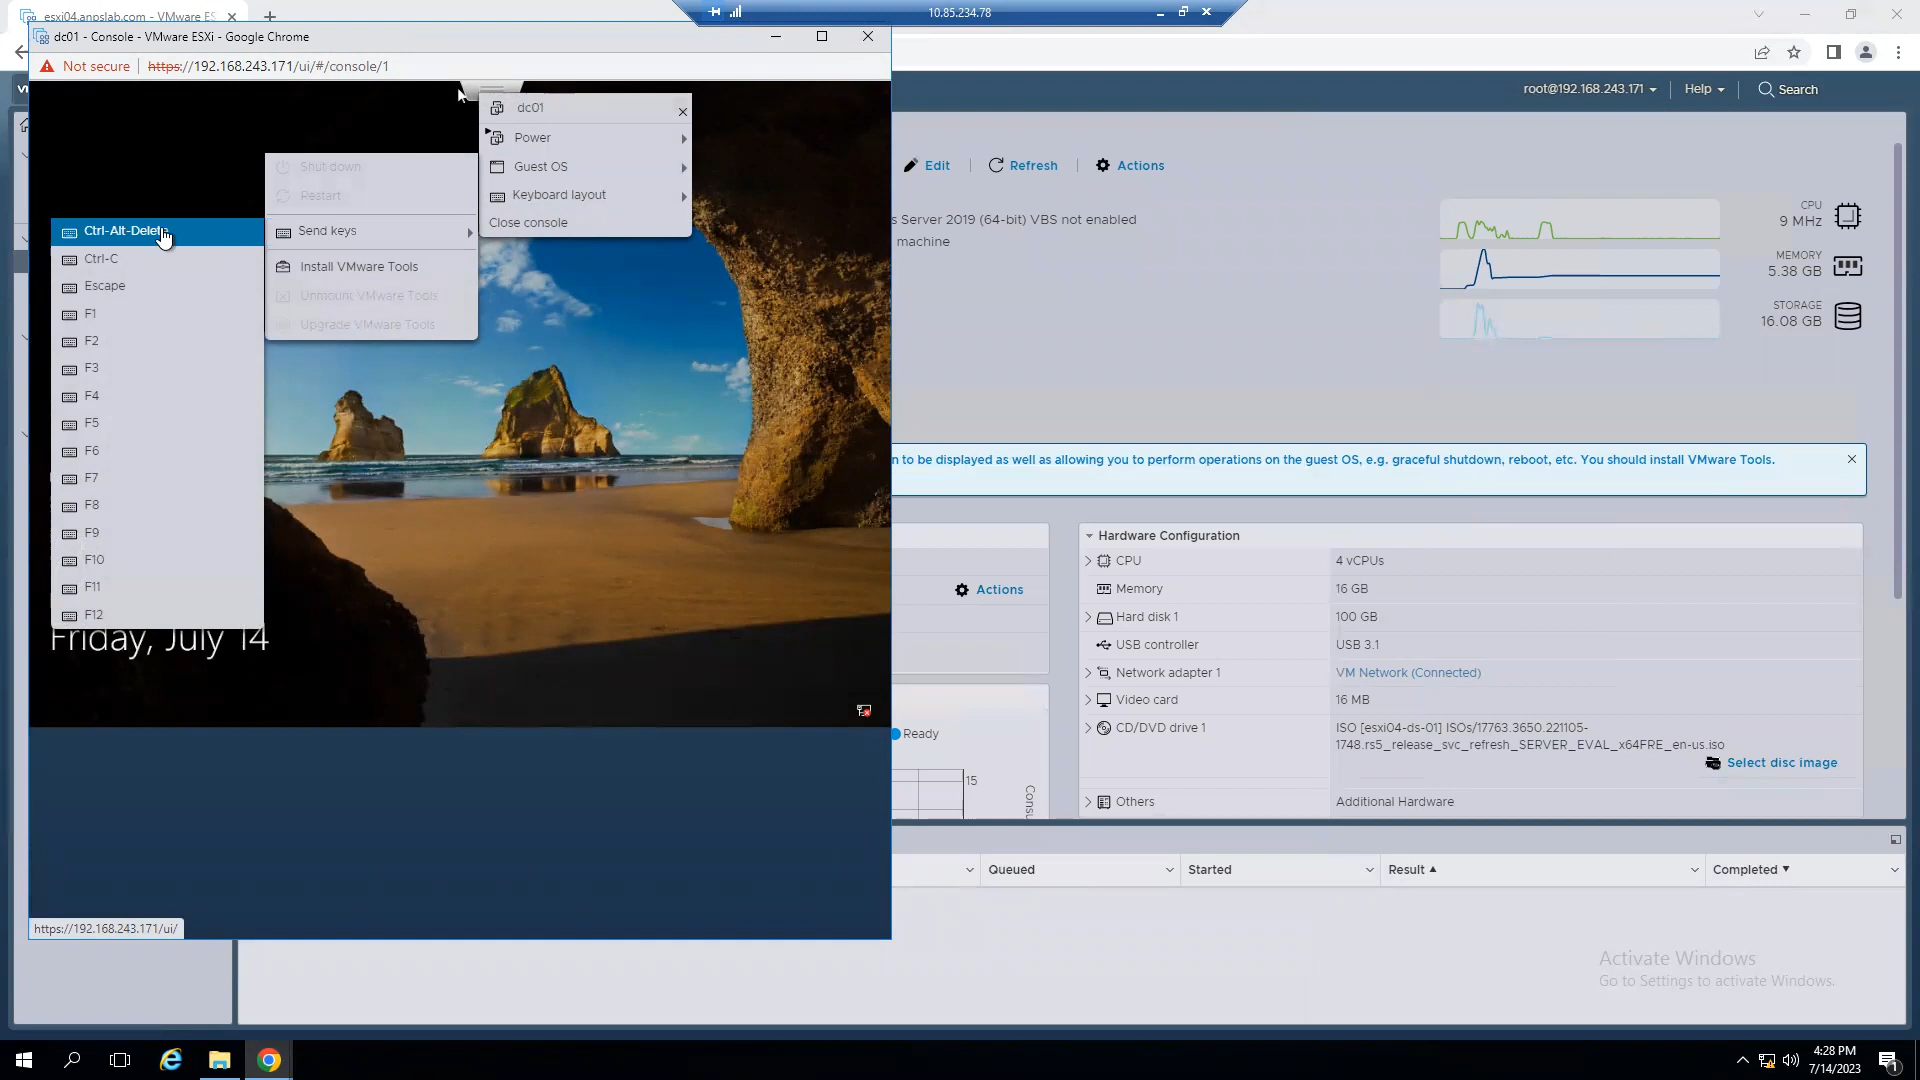 esxi04.anpslab.com – VMware ES
10.85.234.78
dc01 - Console - VMware ESXi - Google Chrome
Not secure
https://192.168.243.171/ui/#/console/1
root@192.168.243.171
Help
Search
dc01
Power
Guest OS
Keyboard layout
Close console
Shut down
Restart
Send keys
Install VMware Tools
Unmount VMware Tools
Upgrade VMware Tools
Ctrl-Alt-Delete
Ctrl-C
Escape
F1
F2
F3
F4
F5
F6
F7
F8
F9
F10
F11
F12
Friday, July 14
Edit
Refresh
Actions
s Server 2019 (64-bit) VBS not enabled
machine
CPU
9 MHz
MEMORY
5.38 GB
STORAGE
16.08 GB
n to be displayed as well as allowing you to perform operations on the guest OS, e.g. graceful shutdown, reboot, etc. You should install VMware Tools.
Actions
Hardware Configuration
CPU 4 vCPUs
Memory 16 GB
Hard disk 1 100 GB
USB controller USB 3.1
Network adapter 1 VM Network (Connected)
Video card 16 MB
CD/DVD drive 1 ISO [esxi04-ds-01] ISOs/17763.3650.221105-
1748.rs5_release_svc_refresh_SERVER_EVAL_x64FRE_en-us.iso
Select disc image
Others Additional Hardware
Ready
15
Consu
Queued
Started
Result
Completed
https://192.168.243.171/ui/
Activate Windows
Go to Settings to activate Windows.
4:28 PM
7/14/2023
1